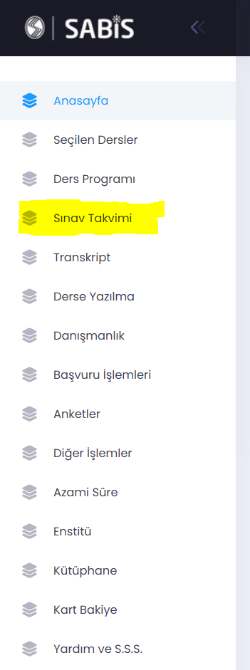 SABİS
Anasayfa
Seçilen Dersler
Ders Programı
Sınav Takvimi
Transkript
Derse Yazılma
Danışmanlık
Başvuru İşlemleri
Anketler
Diğer İşlemler
Azami Süre
Enstitü
Kütüphane
Kart Bakiye
Yardım ve S.S.S.